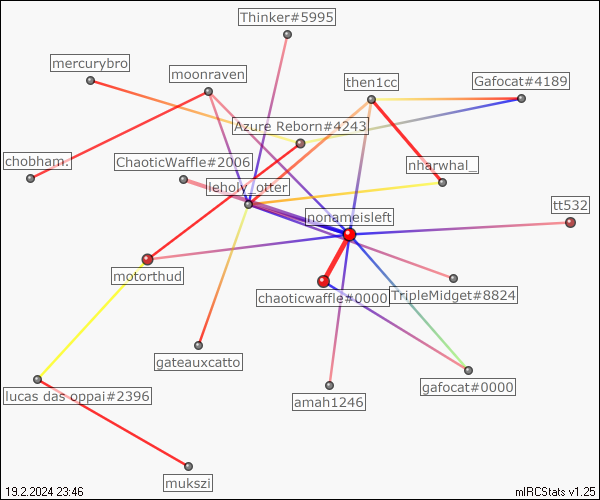 Thinker#5995
mercurybro
moonraven
then1cc
Gafocat#4189
Azure Reborn#4243
chobham.
ChaoticWaffle#2006
nharwhal_
leholy_otter
nonameisleft
tt532
motorthud
chaoticwaffle#0000
TripleMidget#8824
gateauxcatto
gafocat#0000
lucas das oppai#2396
amah1246
mukszi
19.2.2024 23:46
mIRCStats v1.25